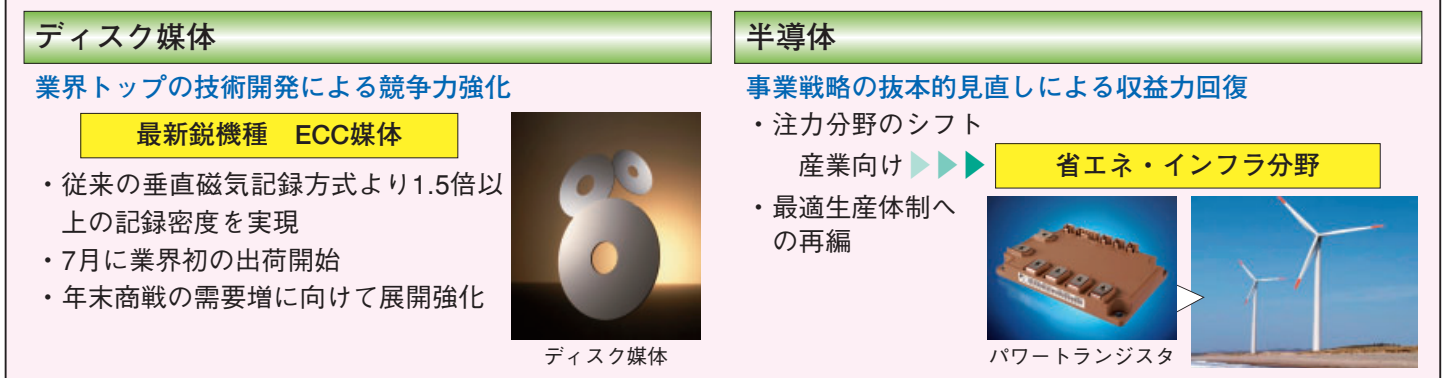 ディスク媒体
業界トップの技術開発による競争力強化
最新鋭機種　ECC媒体
・従来の垂直磁気記録方式より1.5倍以
上の記録密度を実現
・7月に業界初の出荷開始
・年末商戦の需要増に向けて展開強化
ディスク媒体
半導体
事業戦略の抜本的見直しによる収益力回復
・注力分野のシフト
産業向け
省エネ・インフラ分野
・最適生産体制へ
の再編
パワートランジスタ